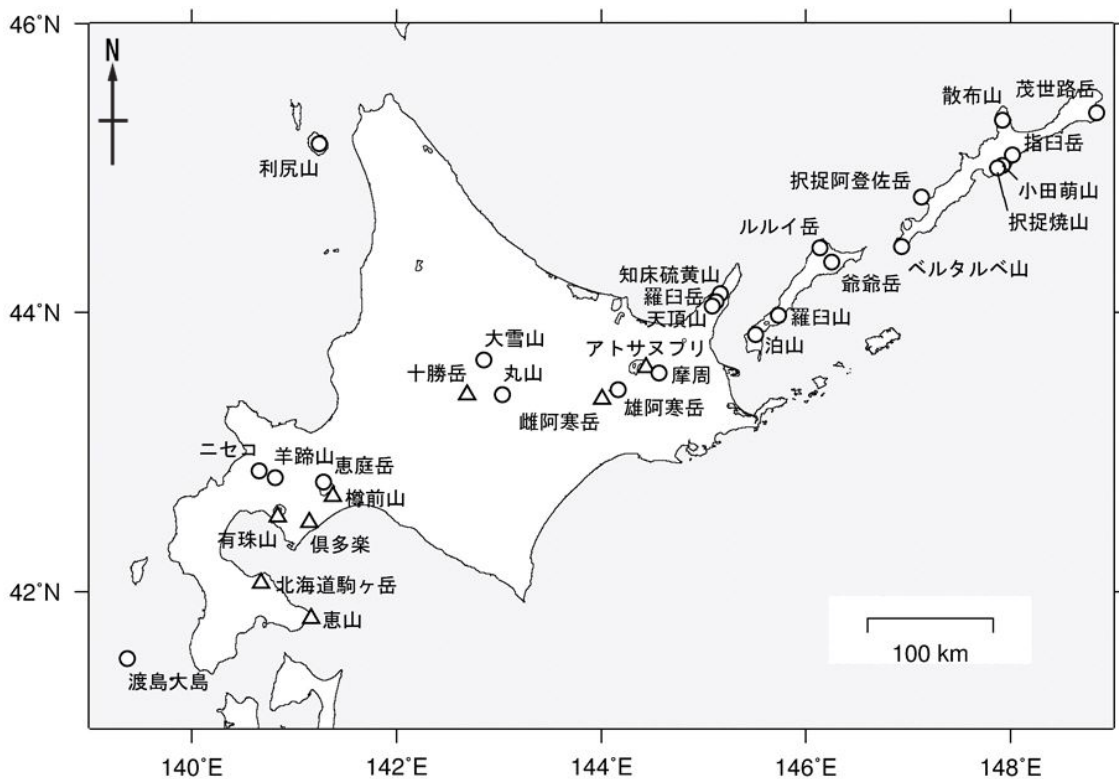 46˚N
N
茂世路岳
散布山
指臼岳
利尻山
択捉阿登佐岳
小田萌山
択捉焼山
ルルイ岳
ベルタルベ山
知床硫黄山
爺爺岳
羅臼岳
44˚N
天頂山
羅臼山
大雪山
アトサヌプリ
泊山
十勝岳
丸山
摩周
雌阿寒岳
雄阿寒岳
ニセコ
羊蹄山
恵庭岳
樽前山
有珠山
倶多楽
42˚N
北海道駒ヶ岳
恵山
100 km
渡島大島
140˚E
142˚E
144˚E
146˚E
148˚E